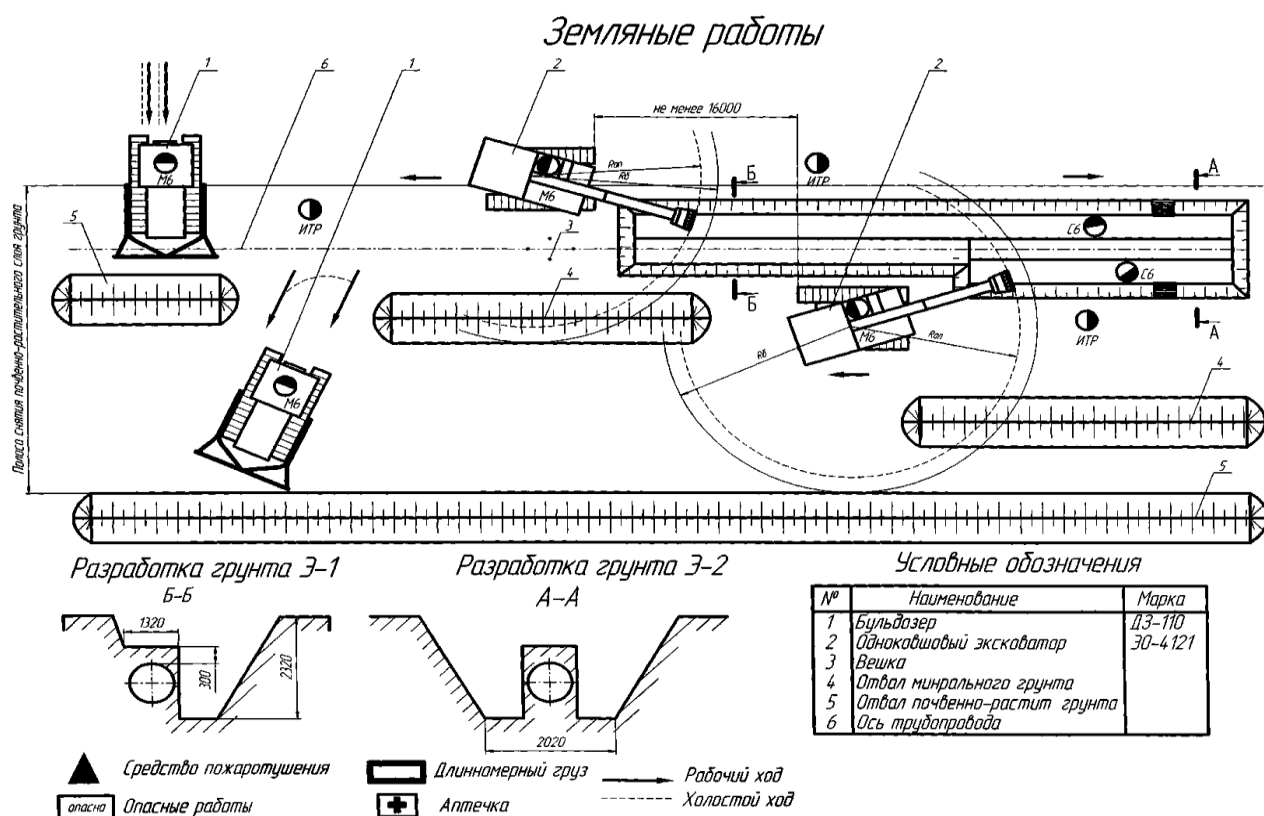 Земляные работы
1
6
1
2
2
не менее 16000
Rоп
Rб
М6
М6
Б
ИТР
А
5
ИТР
3
С6
4
С6
Б
А
М6
Rоп
Rб
ИТР
М6
4
Полоса снятия почвенно-растительного слоя грунта
5
Разработка грунта Э-1
Б-Б
1320
300
2320
Разработка грунта Э-2
А-А
2020
Условные обозначения
№ Наименование Марка
1 Бульдозер ДЗ-110
2 Одноковшовый эксковатор ЭО-4121
3 Вешка
4 Отвал минрального грунта
5 Отвал почвенно-растит грунта
6 Ось трубопровода
Средства пожаротушения
Длинномерный груз
Рабочий ход
опасна Опасные работы
Аптечка
Холостой ход